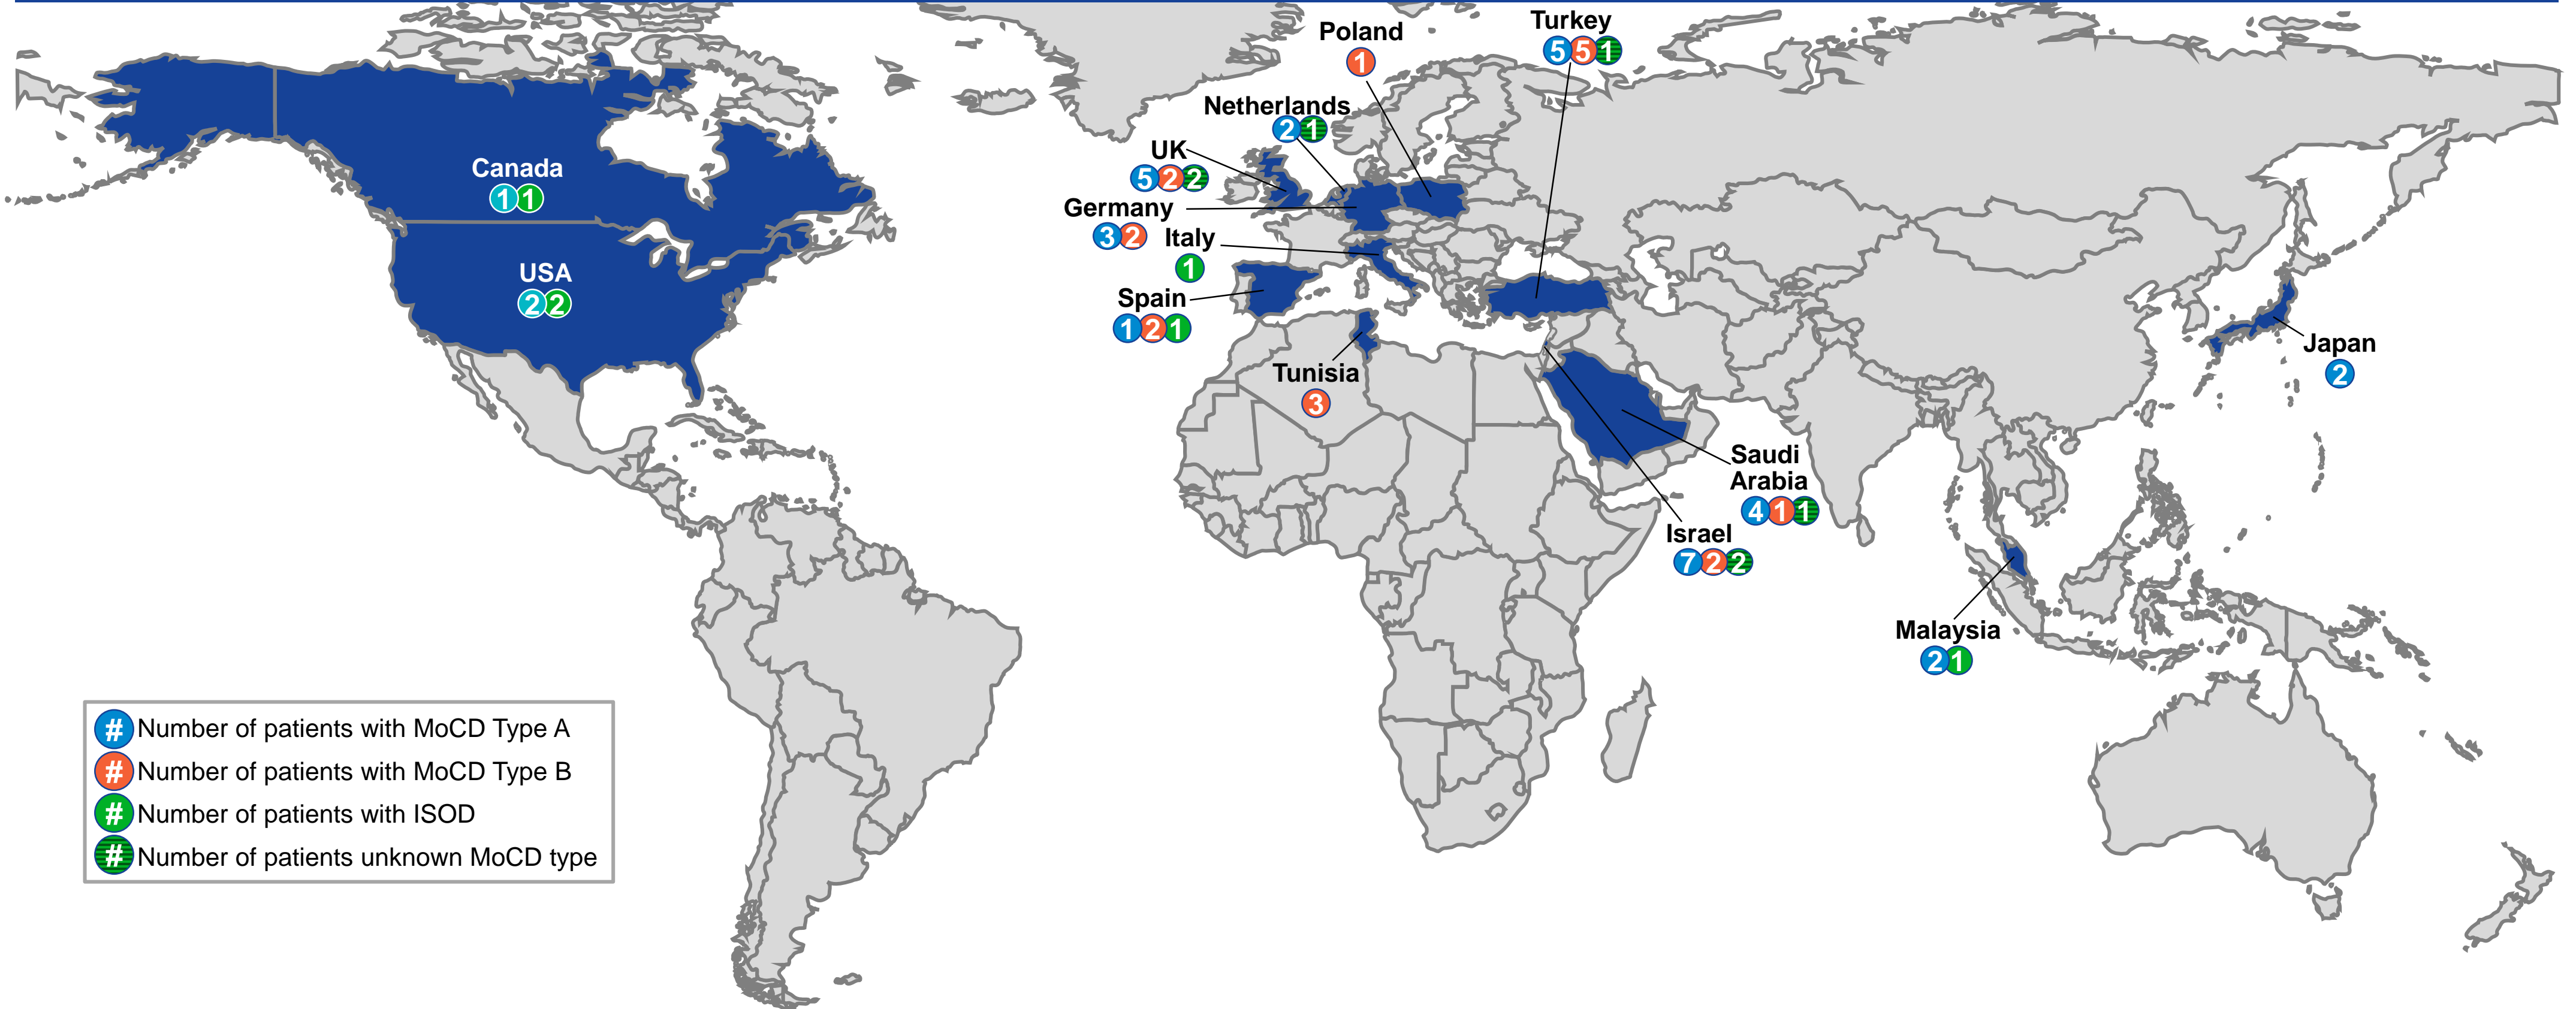 Turkey
5 5 1
Poland
1
Netherlands
2 1
UK
5 2 2
Germany
3 2
Italy
1
Spain
1 2 1
Canada
1 1
USA
2 2
Tunisia
3
Japan
2
Saudi
Arabia
4 1 1
Israel
7 2 2
Malaysia
2 1
# Number of patients with MoCD Type A
# Number of patients with MoCD Type B
# Number of patients with ISOD
# Number of patients unknown MoCD type